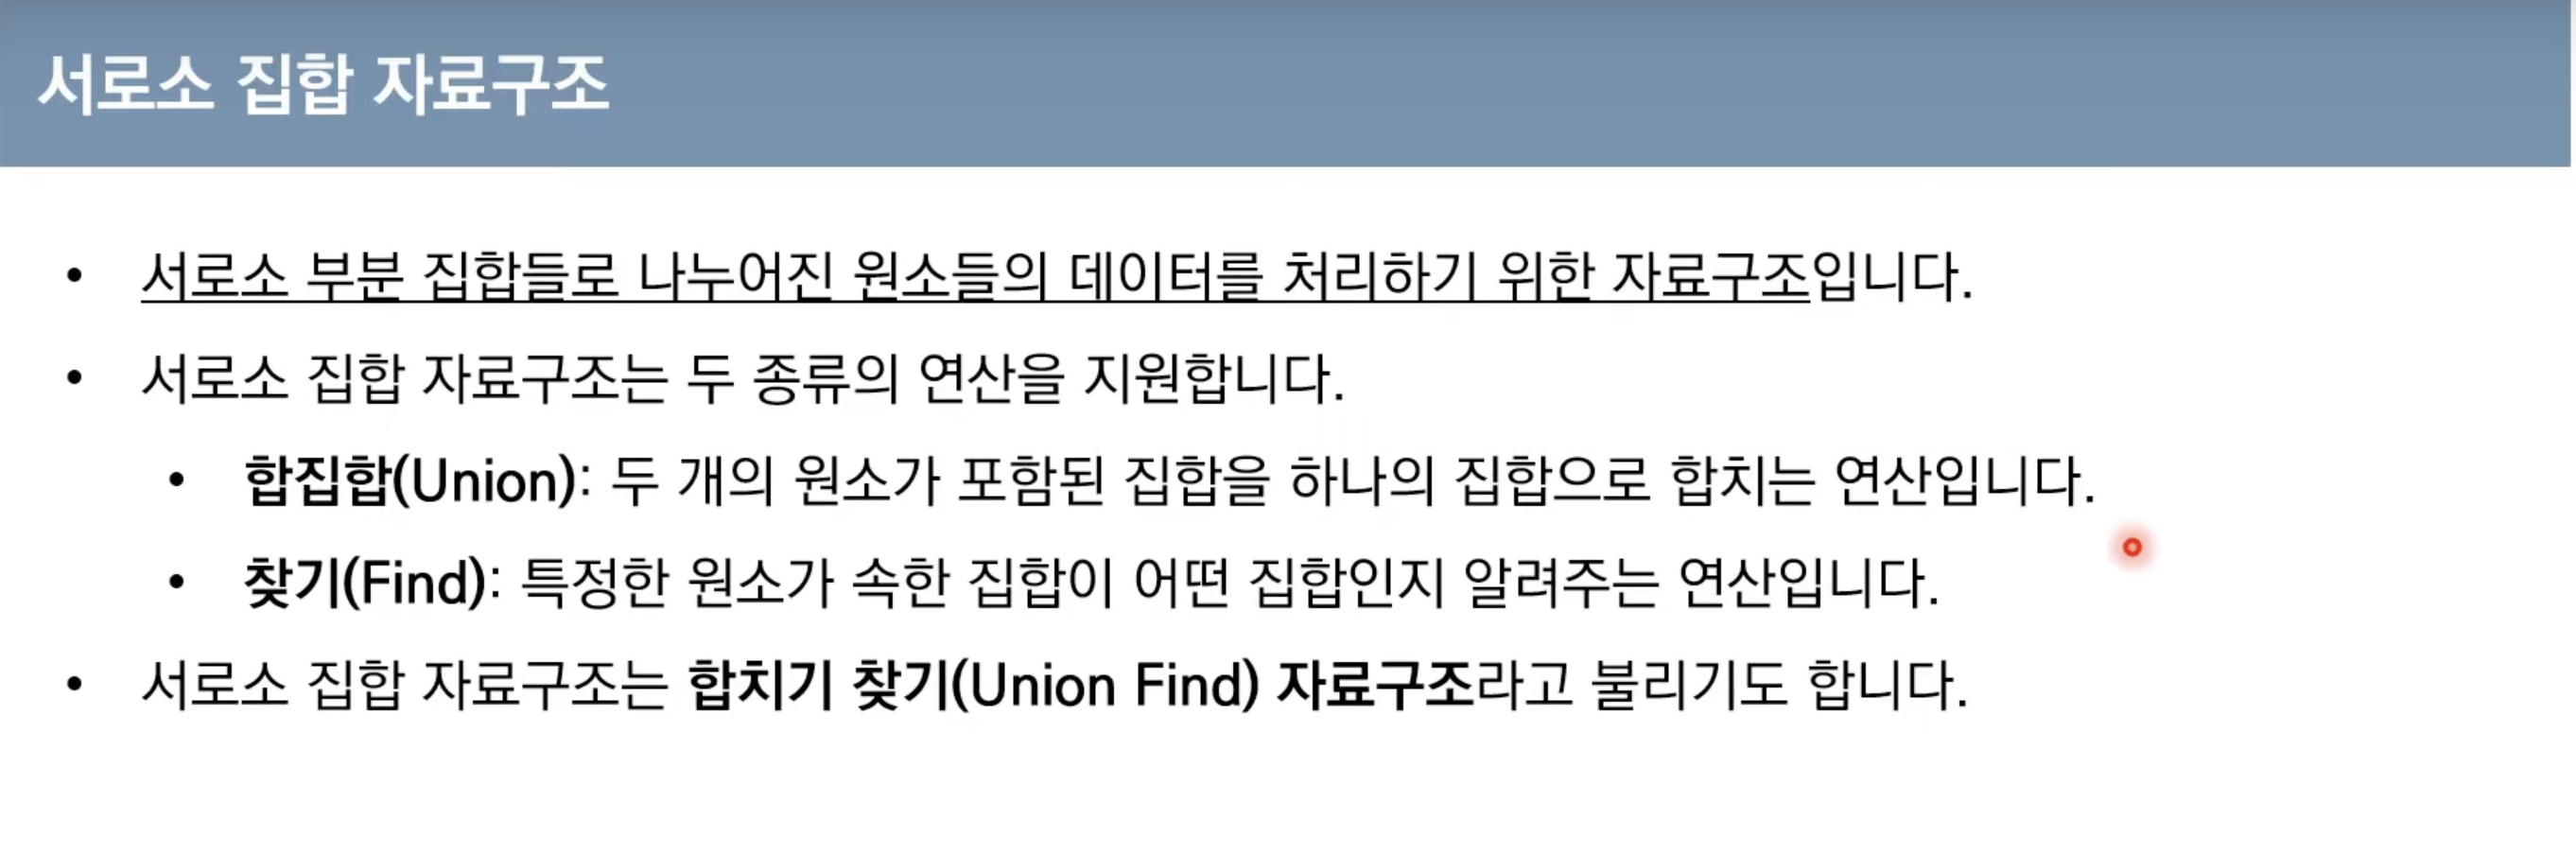 서로소 집합 자료구조
• 서로소 부분 집합들로 나누어진 원소들의 데이터를 처리하기 위한 자료구조입니다.
• 서로소 집합 자료구조는 두 종류의 연산을 지원합니다.
• 합집합(Union): 두 개의 원소가 포함된 집합을 하나의 집합으로 합치는 연산입니다.
• 찾기(Find): 특정한 원소가 속한 집합이 어떤 집합인지 알려주는 연산입니다.
• 서로소 집합 자료구조는 합치기 찾기(Union Find) 자료구조라고 불리기도 합니다.